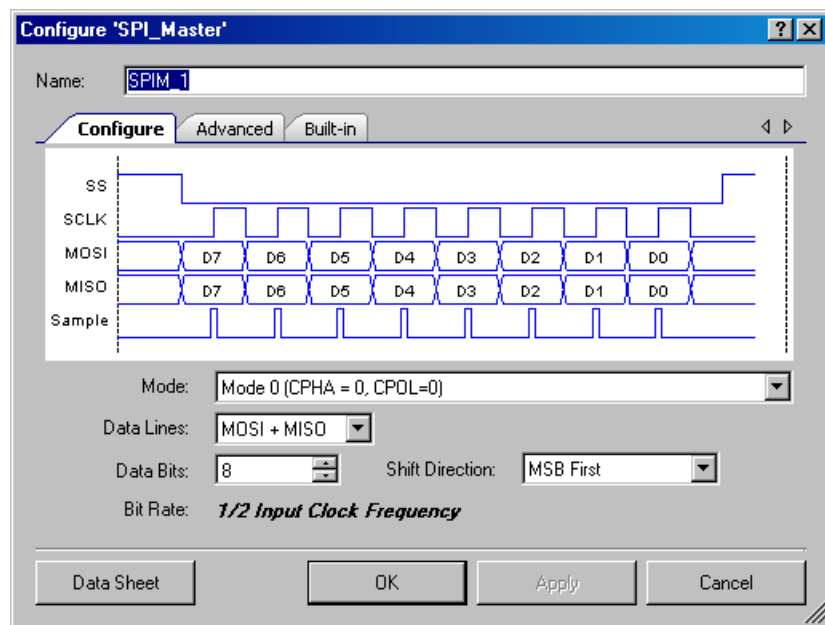 Configure 'SPI_Master'
Name: SPIM_1
Configure Advanced Built-in
SS
SCLK
MOSI D7 D6 D5 D4 D3 D2 D1 D0
MISO D7 D6 D5 D4 D3 D2 D1 D0
Sample
Mode: Mode 0 (CPHA = 0, CPOL=0)
Data Lines: MOSI + MISO
Data Bits: 8 Shift Direction: MSB First
Bit Rate: 1/2 Input Clock Frequency
Data Sheet OK Apply Cancel